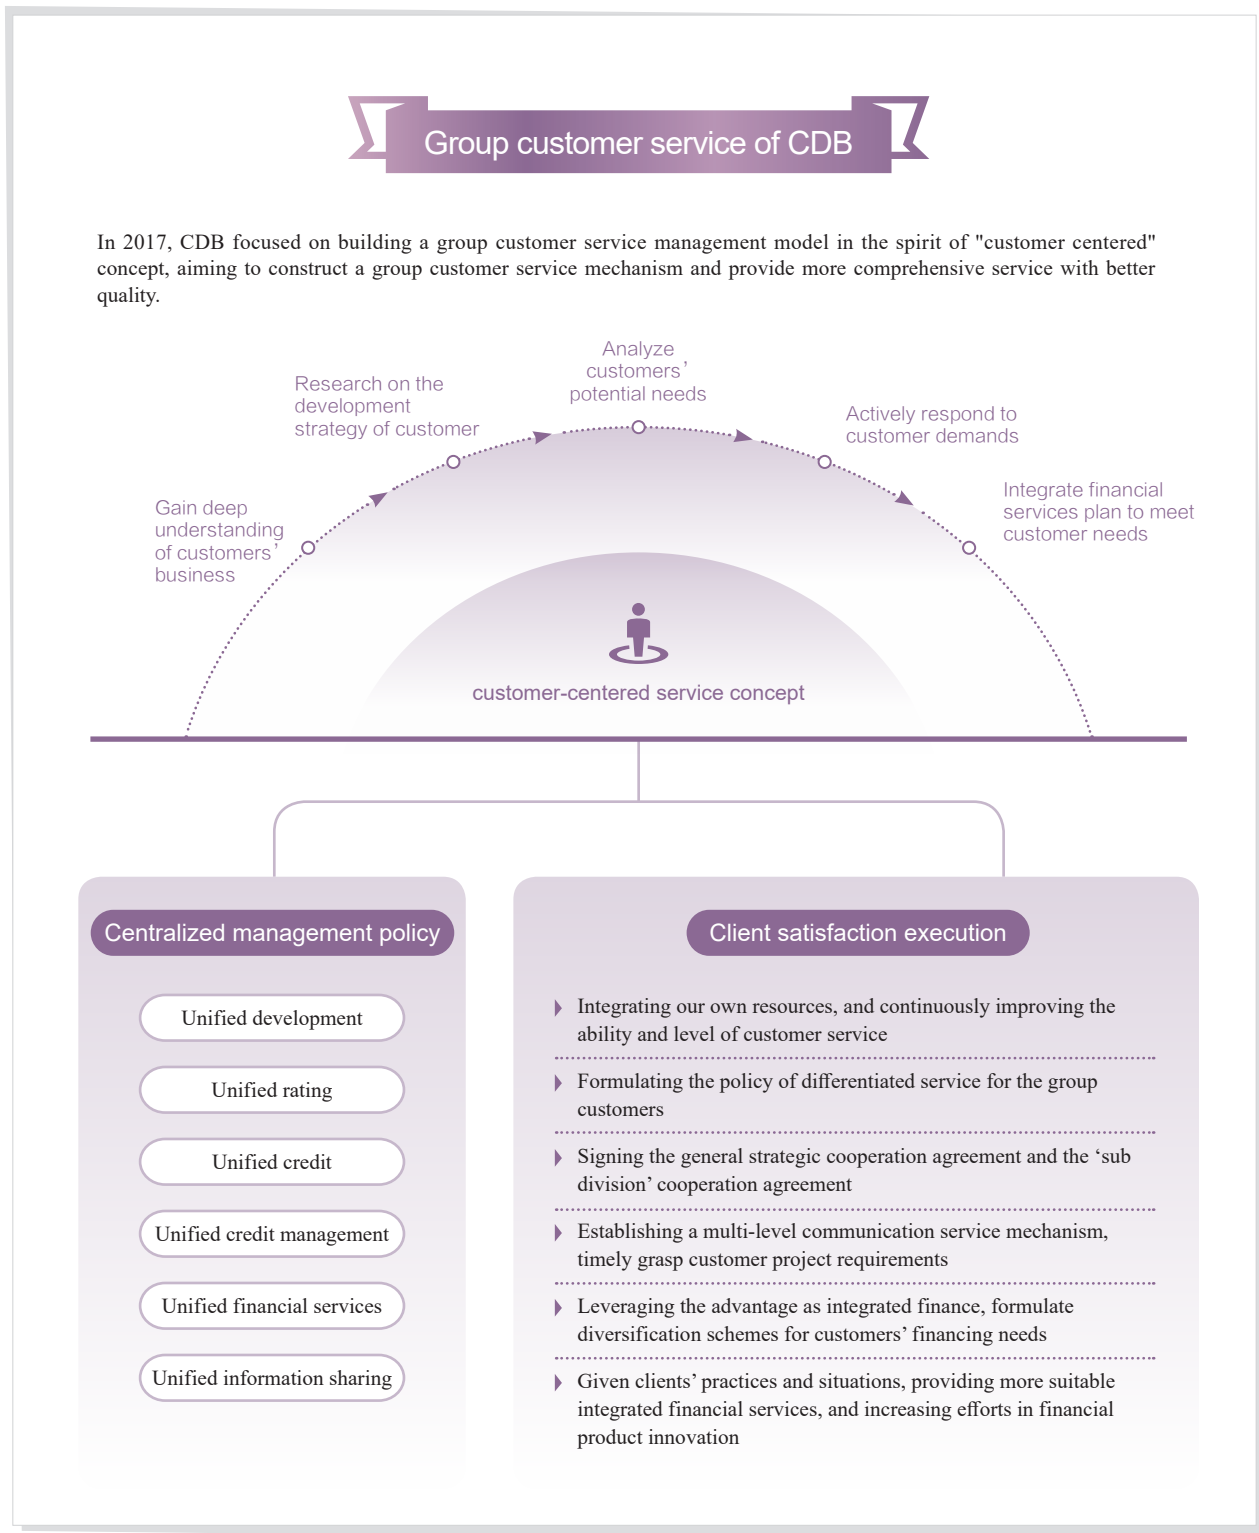 Group customer service of CDB
In 2017, CDB focused on building a group customer service management model in the spirit of "customer centered"
concept, aiming to construct a group customer service mechanism and provide more comprehensive service with better
quality.
Gain deep
understanding
of customers’
business
Research on the
development
strategy of customer
Analyze
customers’
potential needs
Actively respond to
customer demands
Integrate financial
services plan to meet
customer needs
customer-centered service concept
Centralized management policy
Unified development
Unified rating
Unified credit
Unified credit management
Unified financial services
Unified information sharing
Client satisfaction execution
Integrating our own resources, and continuously improving the
ability and level of customer service
Formulating the policy of differentiated service for the group
customers
Signing the general strategic cooperation agreement and the ‘sub
division’ cooperation agreement
Establishing a multi-level communication service mechanism,
timely grasp customer project requirements
Leveraging the advantage as integrated finance, formulate
diversification schemes for customers’ financing needs
Given clients’ practices and situations, providing more suitable
integrated financial services, and increasing efforts in financial
product innovation